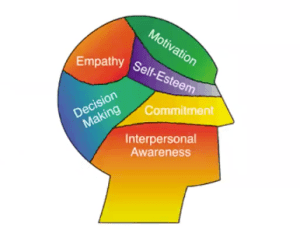 Motivation
Empathy
Self-Esteem
Decision
Making
Commitment
Interpersonal
Awareness